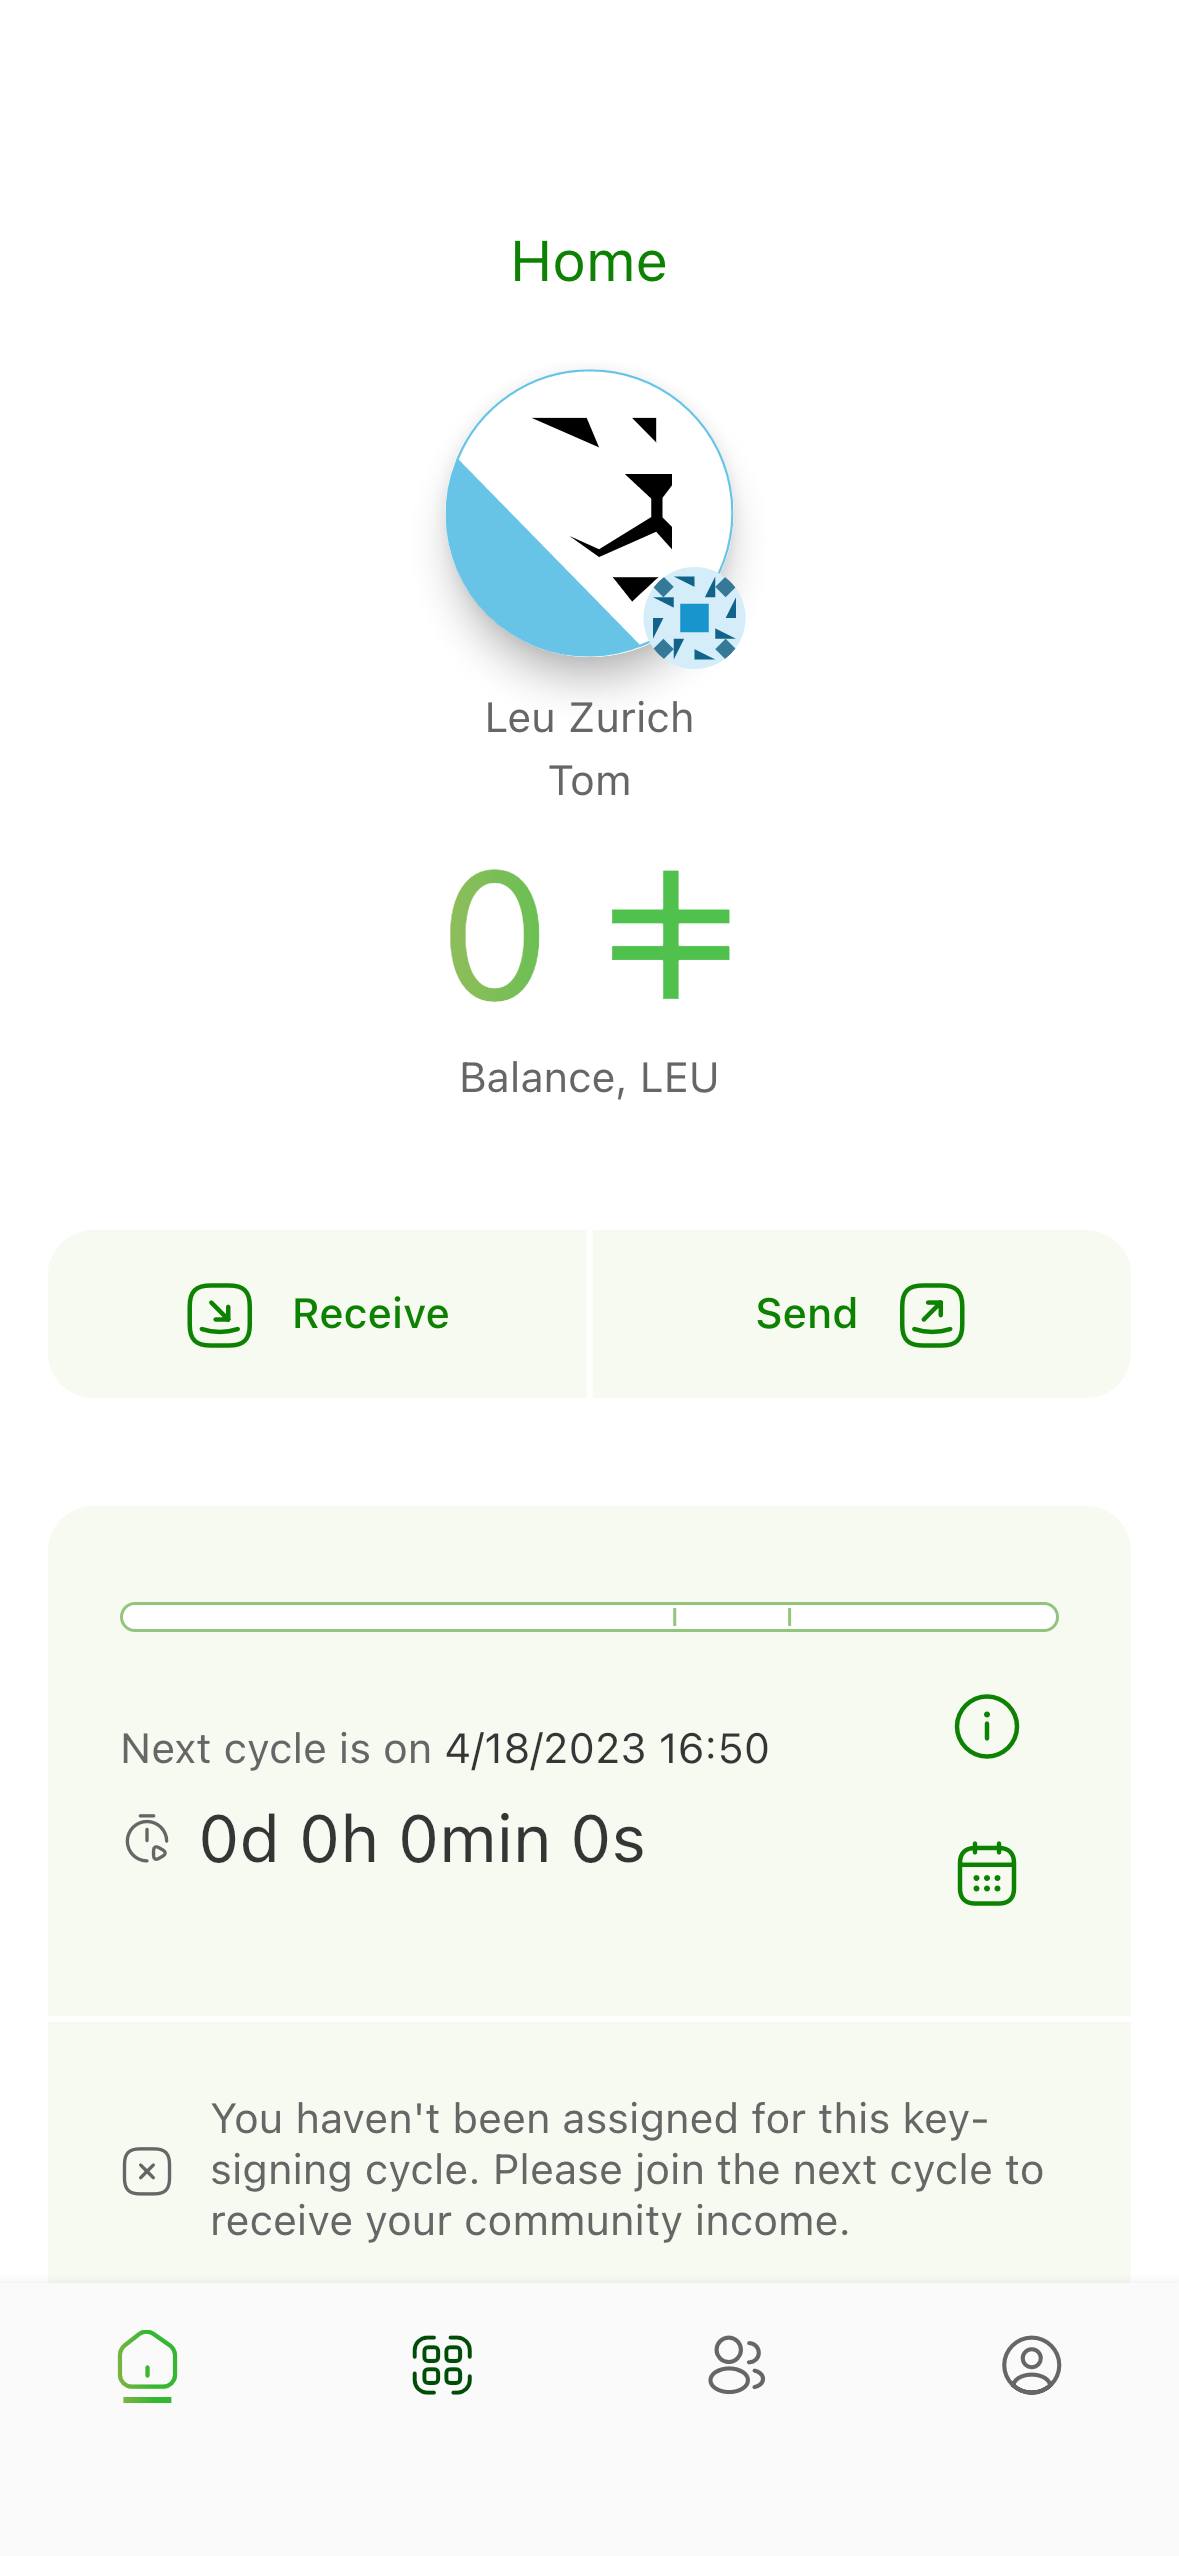 Home
Leu Zurich
Tom
0 ␩
Balance, LEU
Receive
Send
Next cycle is on 4/18/2023 16:50
0d 0h 0min 0s
You haven't been assigned for this key-
signing cycle. Please join the next cycle to
receive your community income.